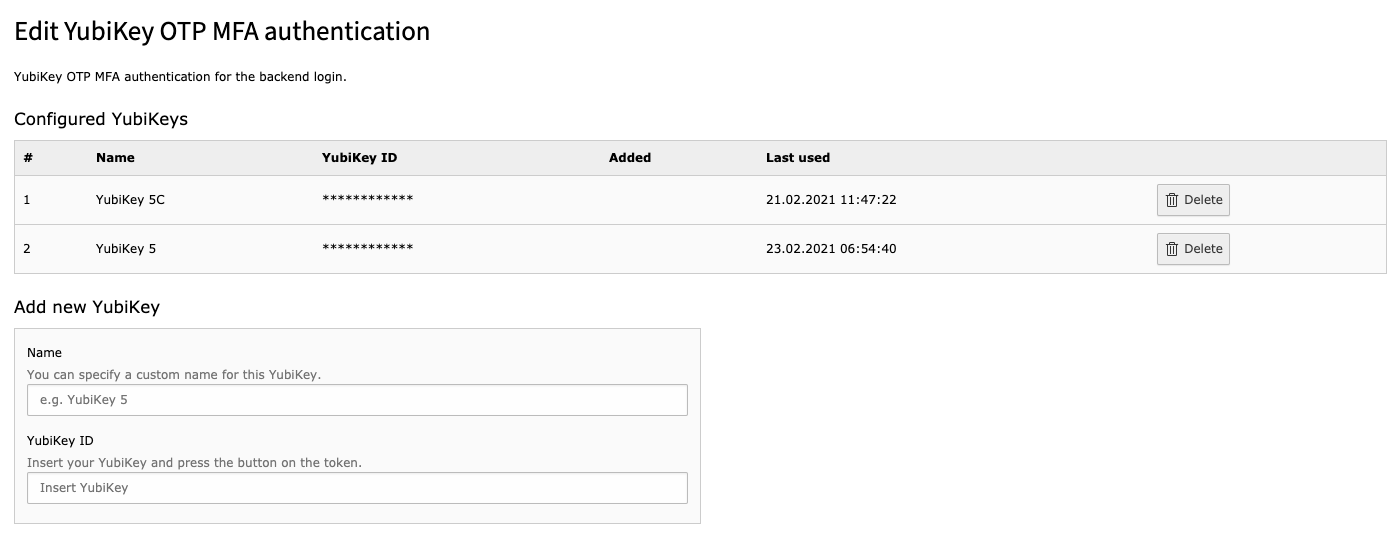 Edit YubiKey OTP MFA authentication
YubiKey OTP MFA authentication for the backend login.
Configured YubiKeys
# Name YubiKey ID Added Last used
1 YubiKey 5C ************ 21.02.2021 11:47:22 Delete
2 YubiKey 5 ************ 23.02.2021 06:54:40 Delete
Add new YubiKey
Name
You can specify a custom name for this YubiKey.
e.g. YubiKey 5
YubiKey ID
Insert your YubiKey and press the button on the token.
Insert YubiKey